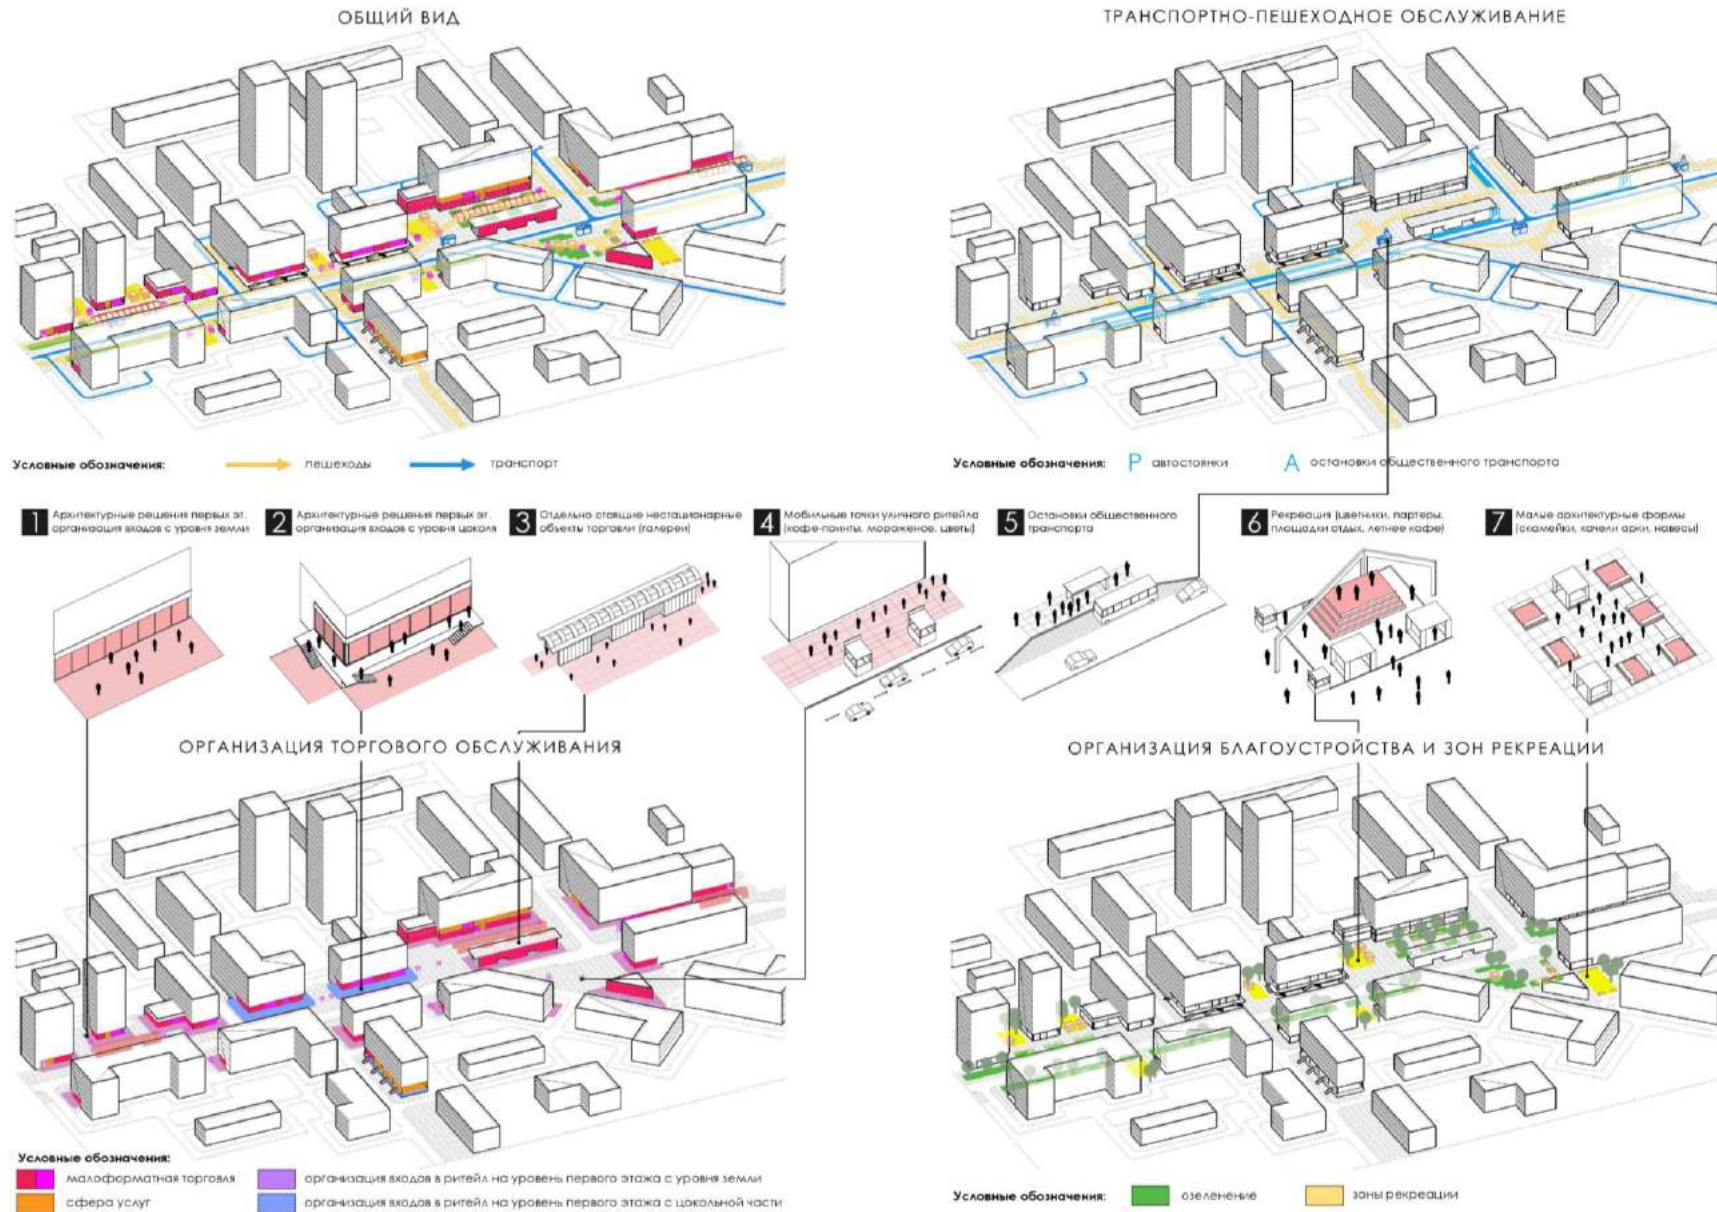 ОБЩИЙ ВИД
ТРАНСПОРТНО-ПЕШЕХОДНОЕ ОБСЛУЖИВАНИЕ
Условные обозначения:
пешеходы
транспорт
Условные обозначения:
P автостоянки
A остановки общественного транспорта
1 Архитектурные решения первых эт.
организация входов с уровня земли
2 Архитектурные решения первых эт.
организация входов с уровня цоколя
3 Отдельно стоящие нестационарные
объекты торговли (галереи)
4 Мобильные точки уличного ритейла
(кофе-поинты, мороженое, цветы)
5 Остановки общественного
транспорта
6 Рекреация (цветники, партеры,
площадки отдых, летнее кафе)
7 Малые архитектурные формы
(скамейки, качели арки, навесы)
ОРГАНИЗАЦИЯ ТОРГОВОГО ОБСЛУЖИВАНИЯ
ОРГАНИЗАЦИЯ БЛАГОУСТРОЙСТВА И ЗОН РЕКРЕАЦИИ
Условные обозначения:
малоформатная торговля
организация входов в ритейл на уровень первого этажа с уровня земли
сфера услуг
организация входов в ритейл на уровень первого этажа с цокольной части
Условные обозначения:
озеленение
зоны рекреации